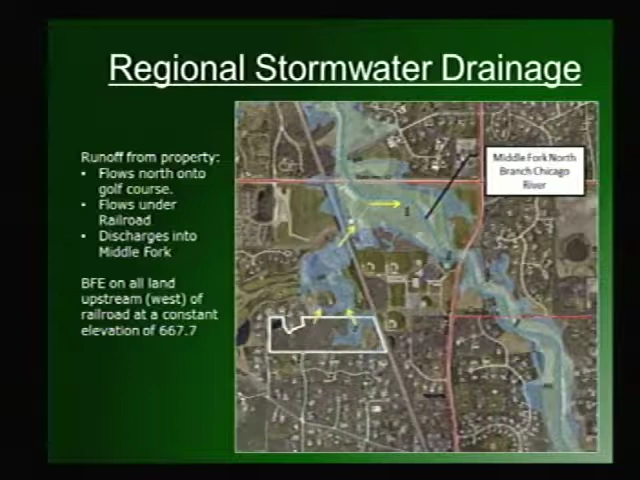 Regional Stormwater Drainage
Runoff from property:
• Flows north onto
golf course.
• Flows under
Railroad
• Discharges into
Middle Fork
BFE on all land
upstream (west) of
railroad at a constant
elevation of 667.7
Middle Fork North
Branch Chicago
River